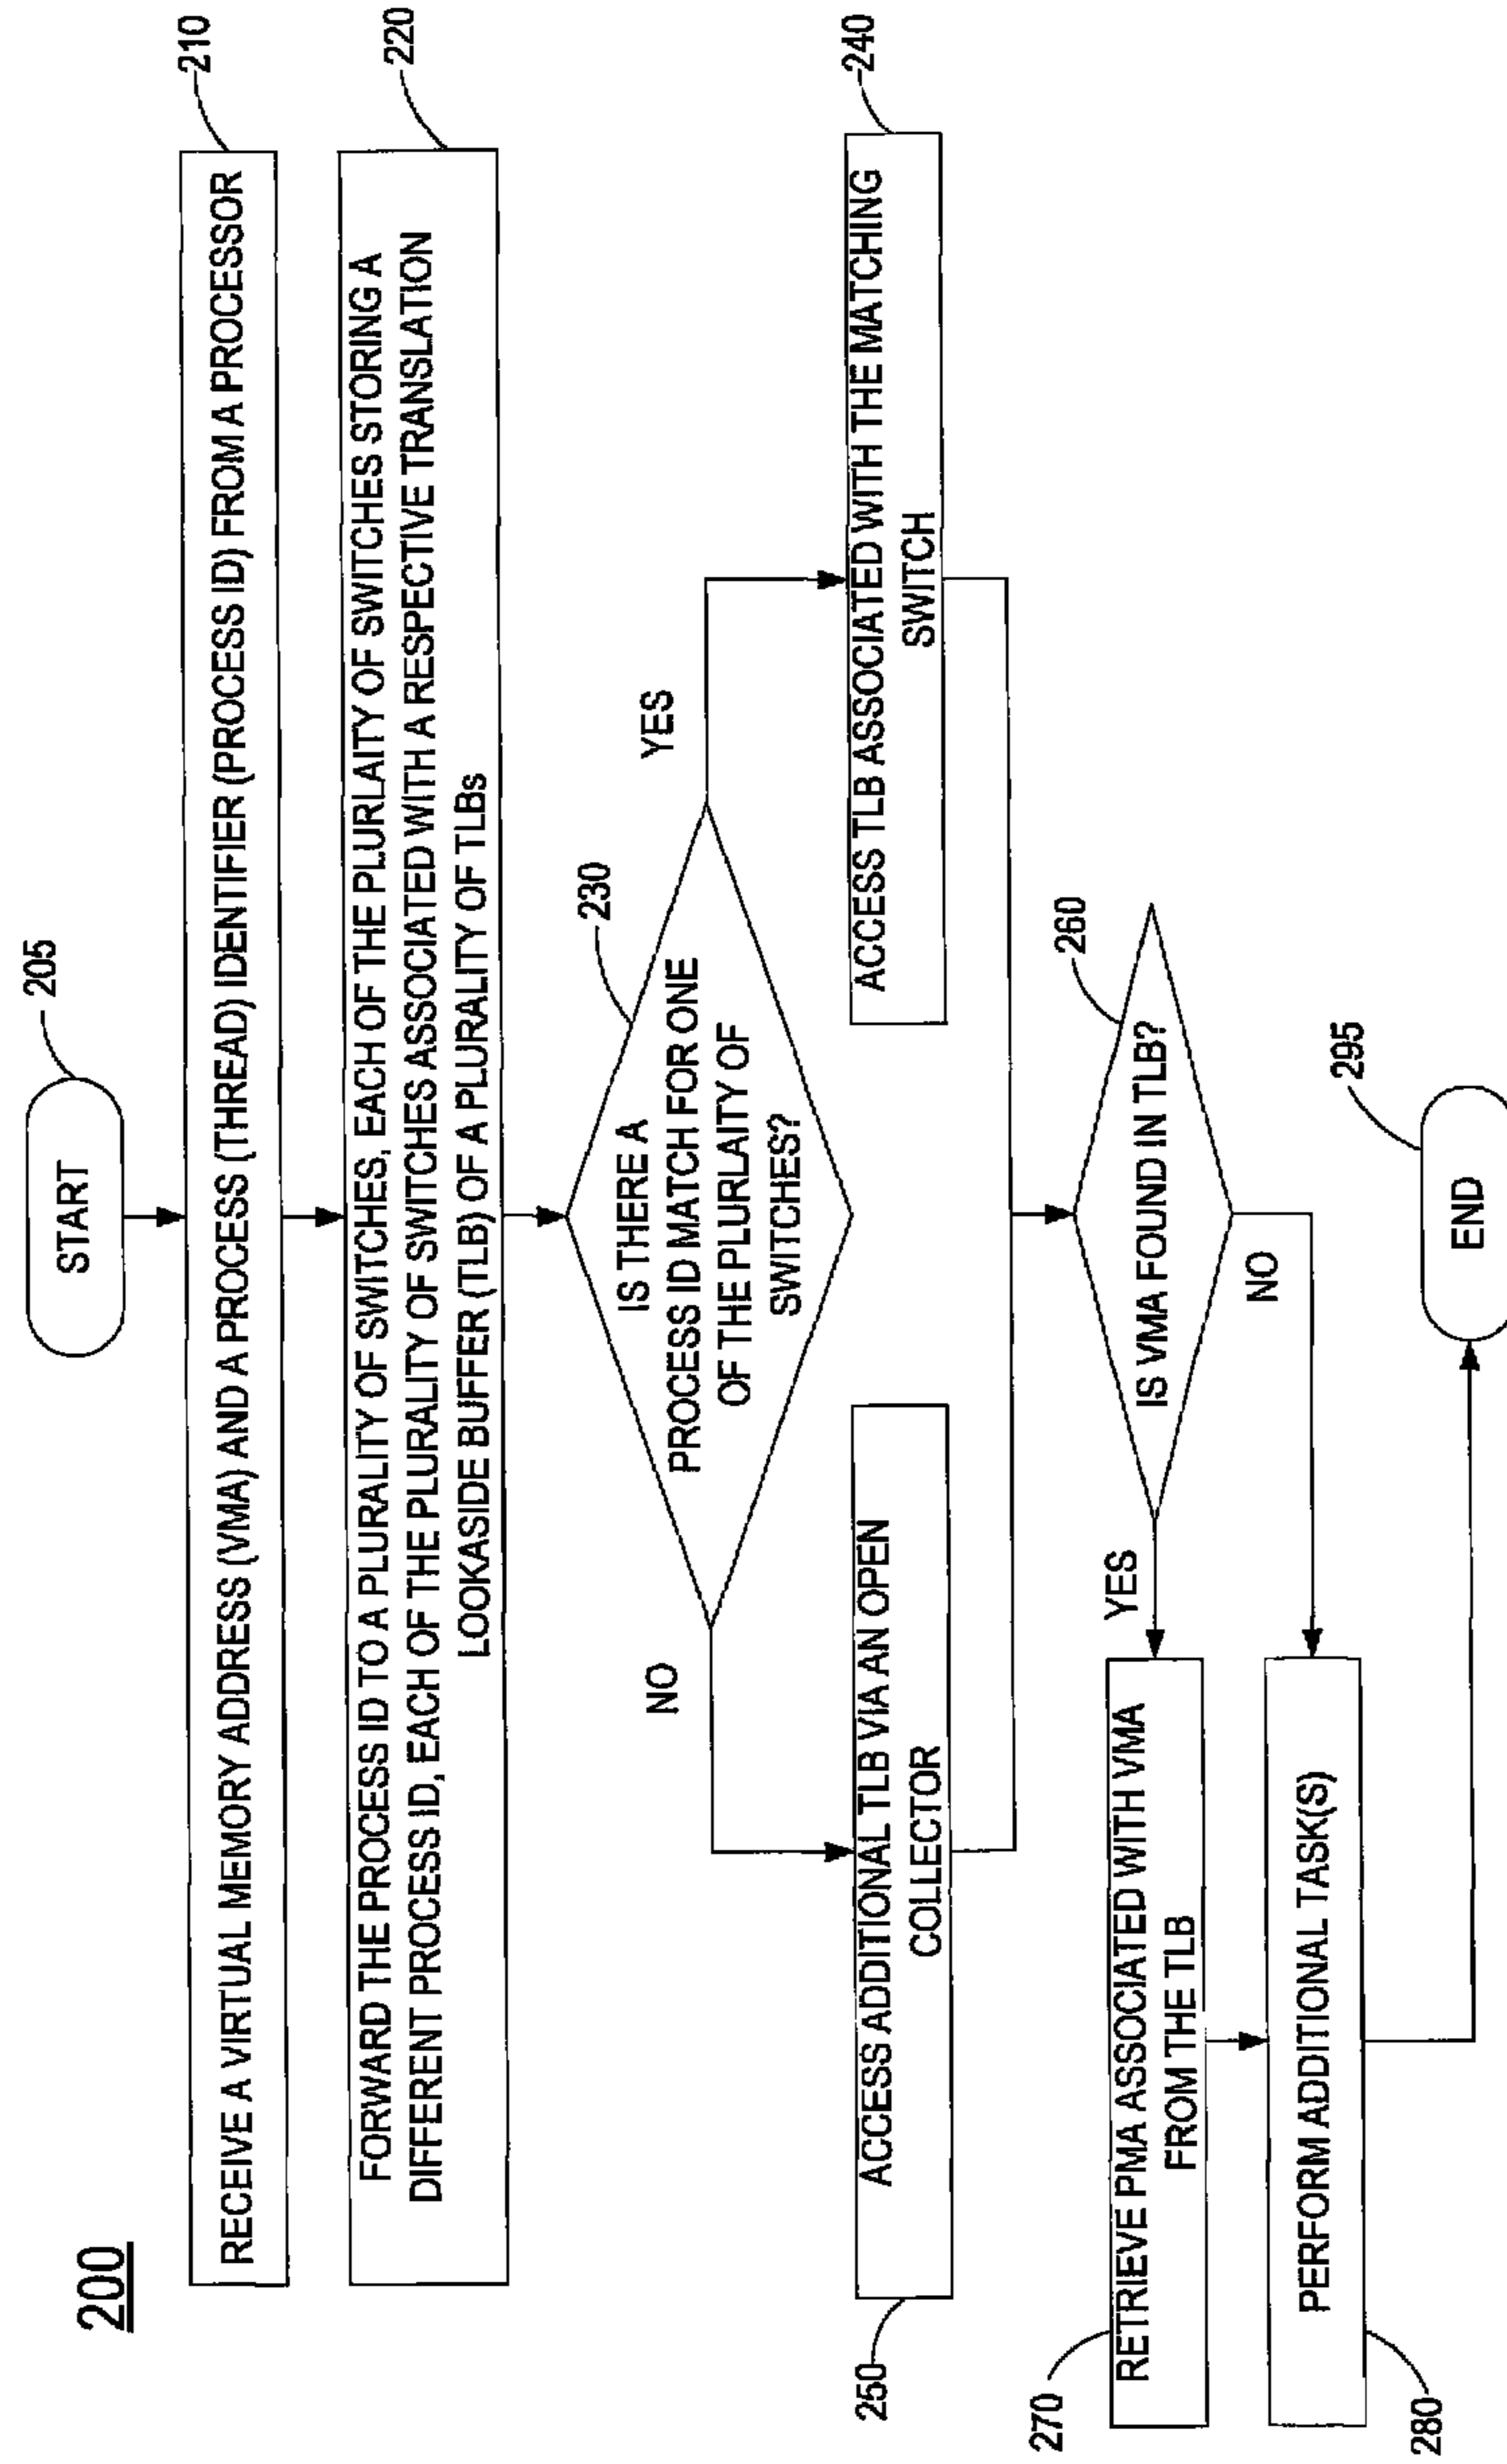 200
START
205
RECEIVE A VIRTUAL MEMORY ADDRESS (VMA) AND A PROCESS (THREAD) IDENTIFIER (PROCESS ID) FROM A PROCESSOR
210
FORWARD THE PROCESS ID TO A PLURALITY OF SWITCHES, EACH OF THE PLURLAITY OF SWITCHES STORING A
DIFFERENT PROCESS ID, EACH OF THE PLURALITY OF SWITCHES ASSOCIATED WITH A RESPECTIVE TRANSLATION
LOOKASIDE BUFFER (TLB) OF A PLURALITY OF TLBs
220
IS THERE A
PROCESS ID MATCH FOR ONE
OF THE PLURLAITY OF
SWITCHES?
230
NO
YES
250
ACCESS ADDITIONAL TLB VIA AN OPEN
COLLECTOR
ACCESS TLB ASSOCIATED WITH THE MATCHING
SWITCH
240
IS VMA FOUND IN TLB?
260
YES
NO
270
RETRIEVE PMA ASSOCIATED WITH VMA
FROM THE TLB
280
PERFORM ADDITIONAL TASK(S)
END
295